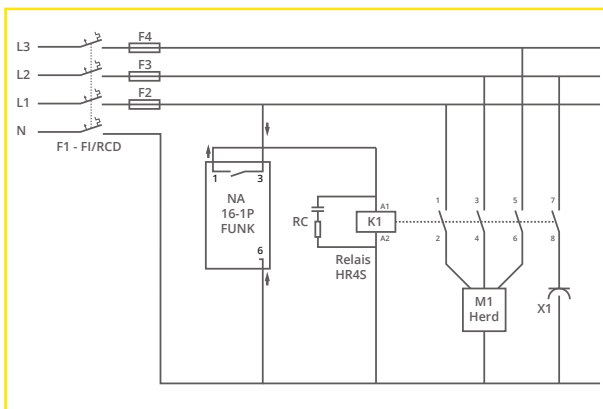 L3
F4
L2
F3
L1
F2
N
F1 - FI/RCD
1 3
NA
16-1P
FUNK
6
RC
A1
K1
A2
Relais
HR4S
1 3 5 7
2 4 6 8
M1
Herd
X1